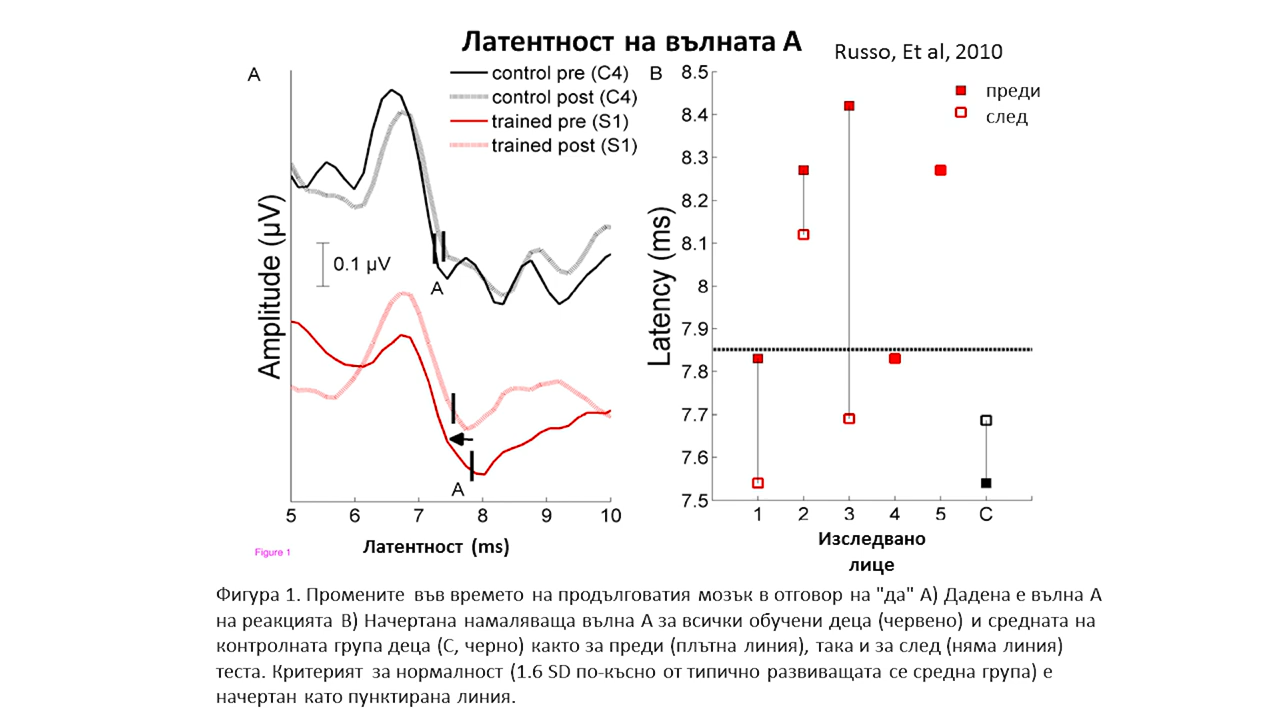 Латентност на вълната А
Russo, Et al, 2010
A
control pre (C4)
control post (C4)
trained pre (S1)
trained post (S1)
Amplitude (µV)
0.1 µV
A
A
5 6 7 8 9 10
Латентност (ms)
Figure 1
B
8.5
8.4
8.3
8.2
8.1
8
7.9
7.8
7.7
7.6
7.5
Latency (ms)
преди
след
1 2 3 4 5 C
Изследвано
лице
Фигура 1. Промените във времето на продълговатия мозък в отговор на "да" А) Дадена е вълна А
на реакцията В) Начертана намаляваща вълна А за всички обучени деца (червено) и средната на
контролната група деца (С, черно) както за преди (плътна линия), така и за след (няма линия)
теста. Критерият за нормалност (1.6 SD по-късно от типично развиващата се средна група) е
начертан като пунктирана линия.